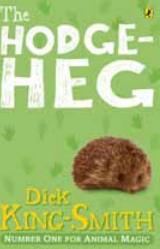 The
HODGE-
HEG
Dick
KING-SMITH
NUMBER ONE FOR ANIMAL MAGIC